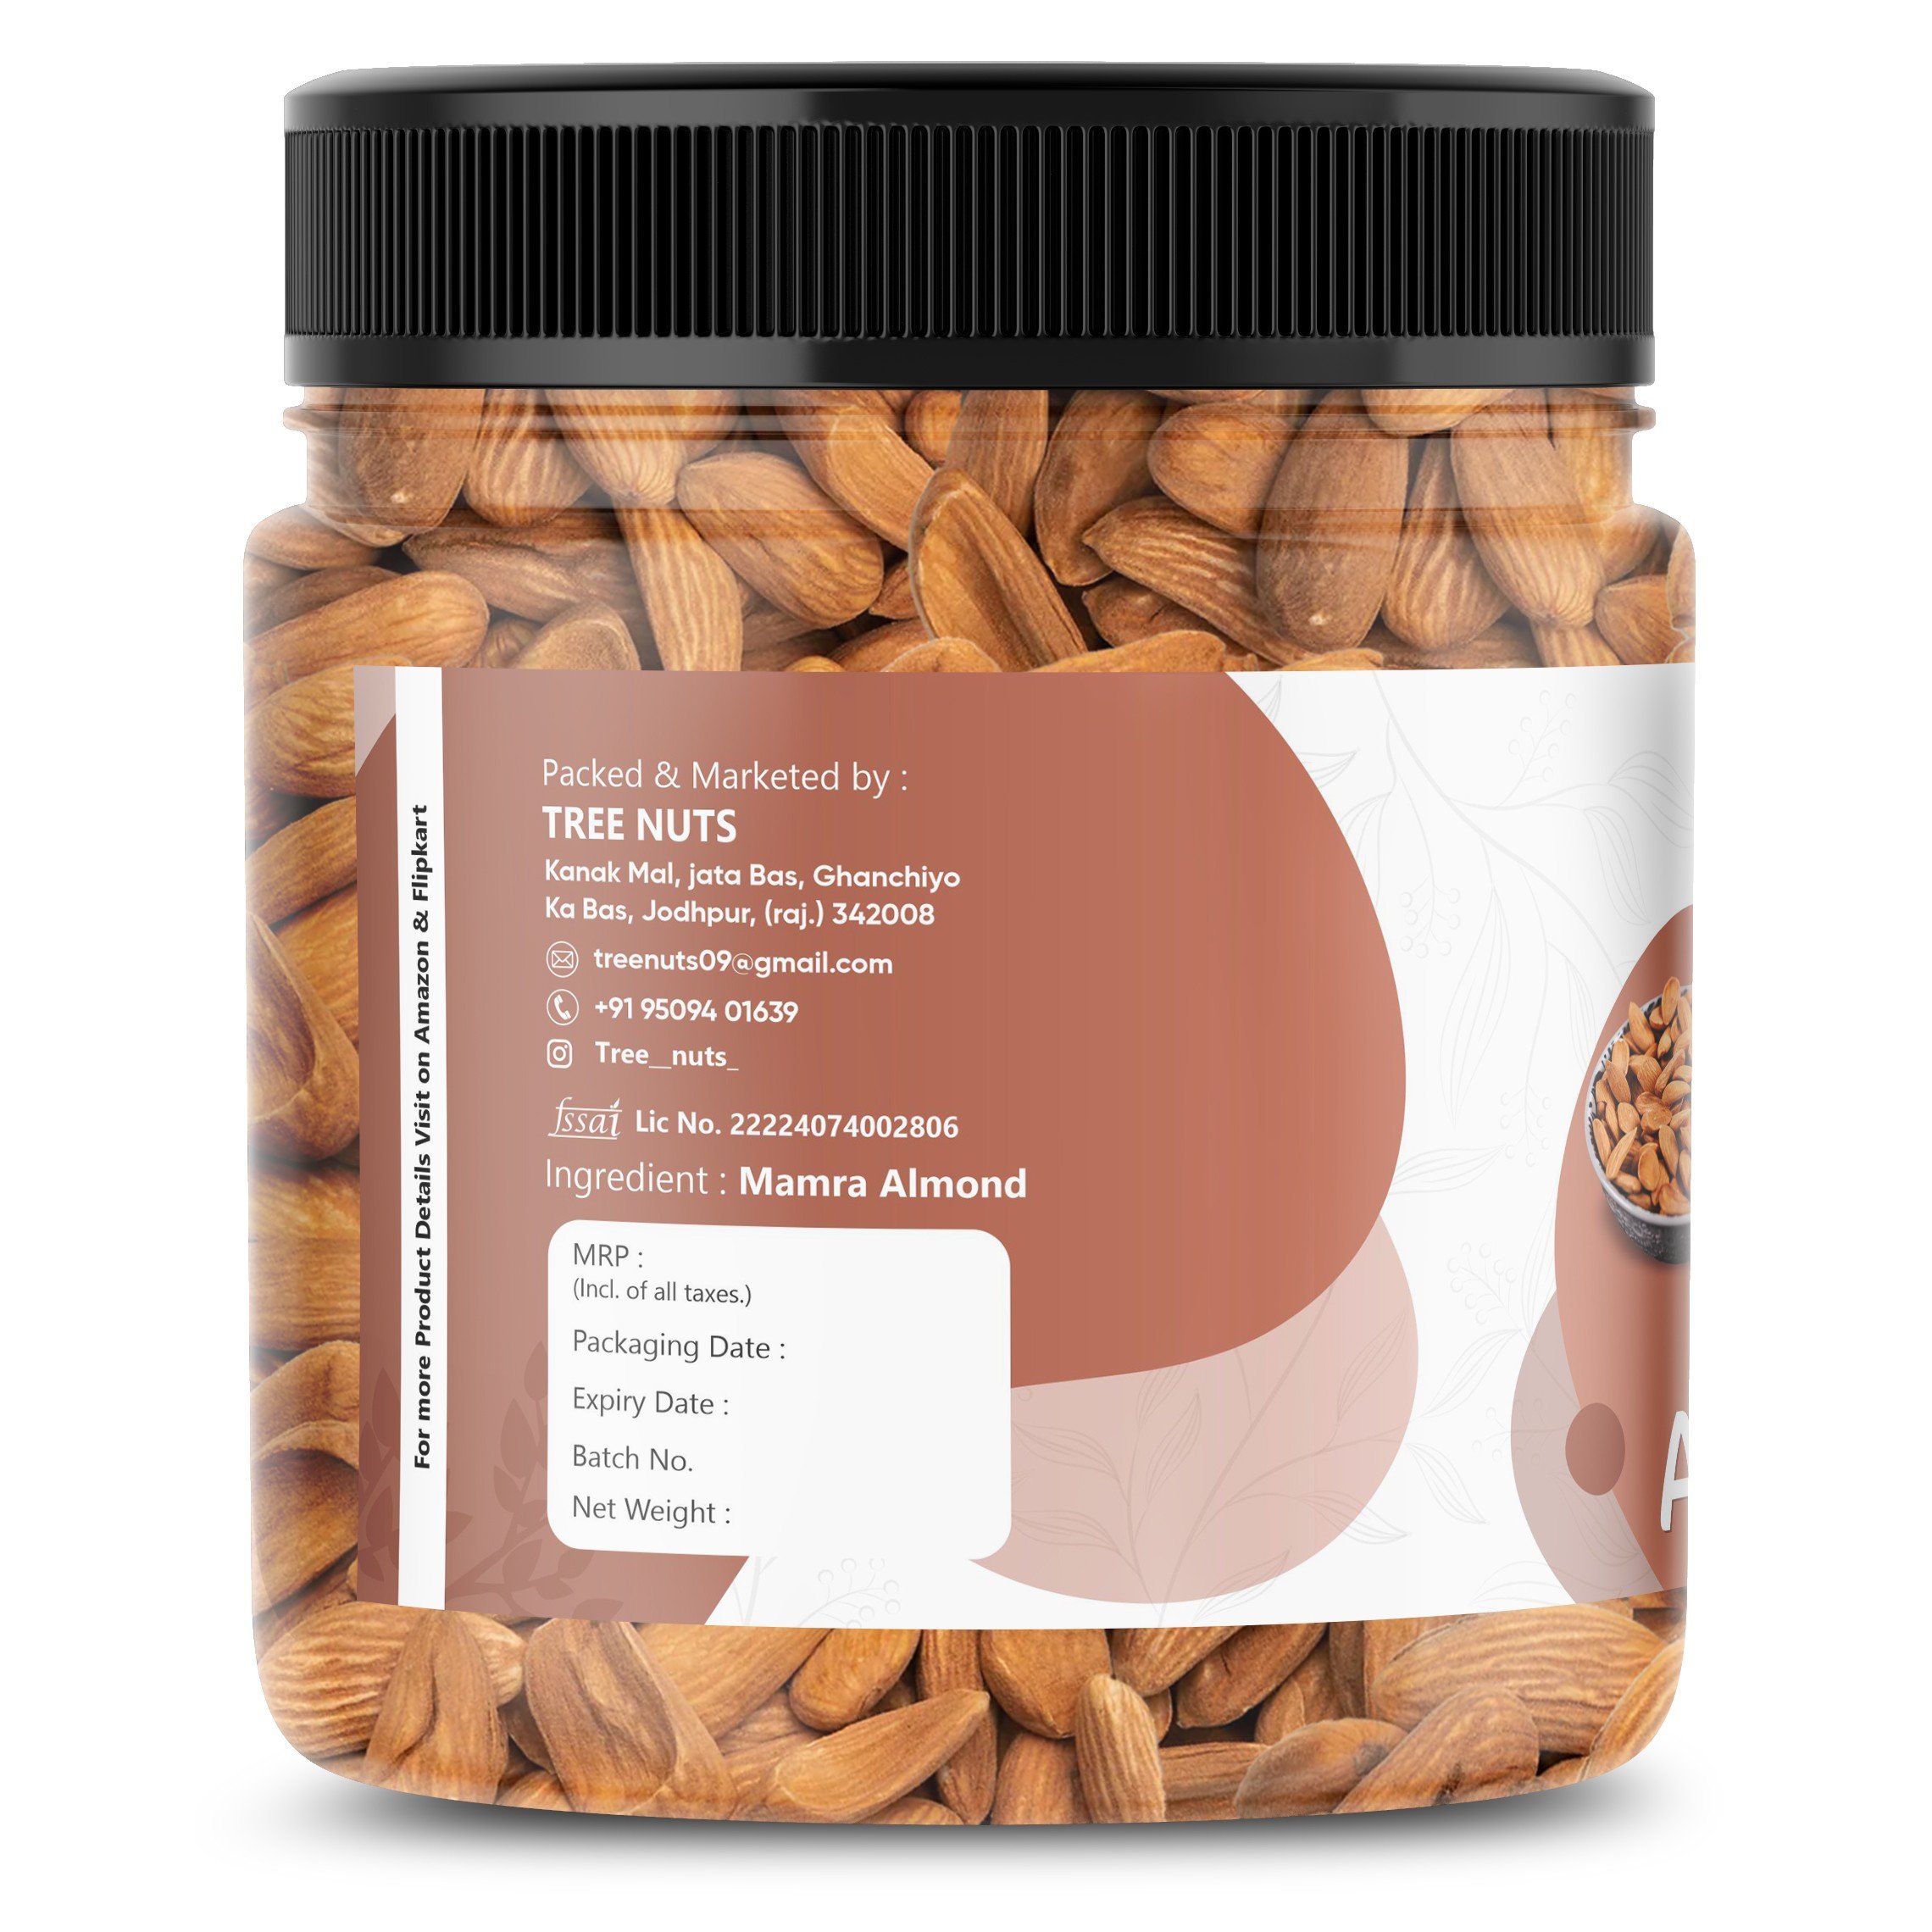 Packed & Marketed by :
TREE NUTS
Kanak Mal, jata Bas, Ghanchiyo
Ka Bas, Jodhpur, (raj.) 342008
treenuts09@gmail.com
+91 95094 01639
Tree__nuts_
fssai Lic No. 22224074002806
Ingredient : Mamra Almond
MRP :
(Incl. of all taxes.)
Packaging Date :
Expiry Date :
Batch No.
Net Weight :
For more Product Details Visit on Amazon & Flipkart
A